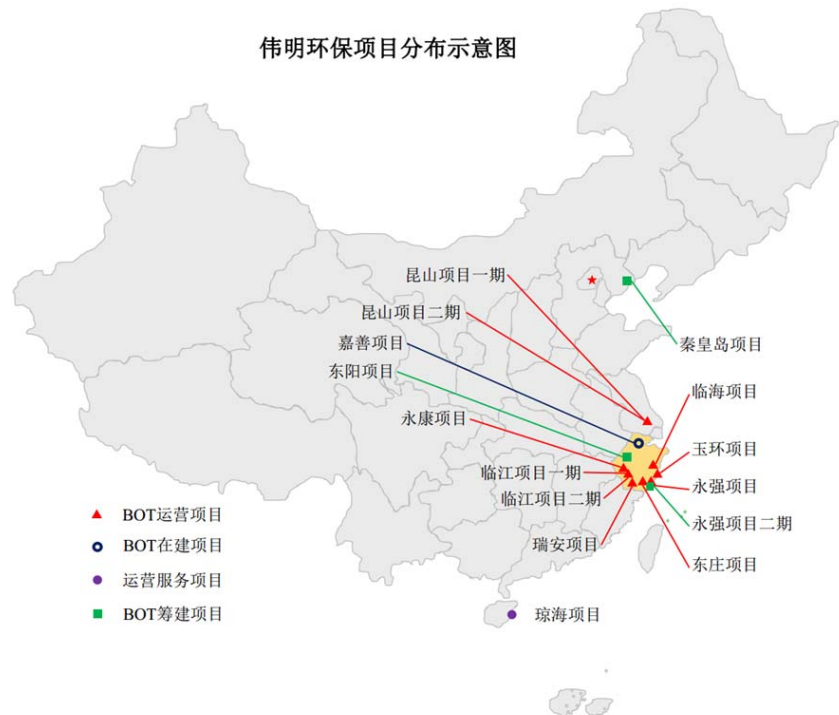 伟明环保项目分布示意图
昆山项目一期
昆山项目二期
嘉善项目
东阳项目
永康项目
临江项目一期
临江项目二期
瑞安项目
秦皇岛项目
临海项目
玉环项目
永强项目
永强项目二期
东庄项目
琼海项目
BOT运营项目
BOT在建项目
运营服务项目
BOT筹建项目